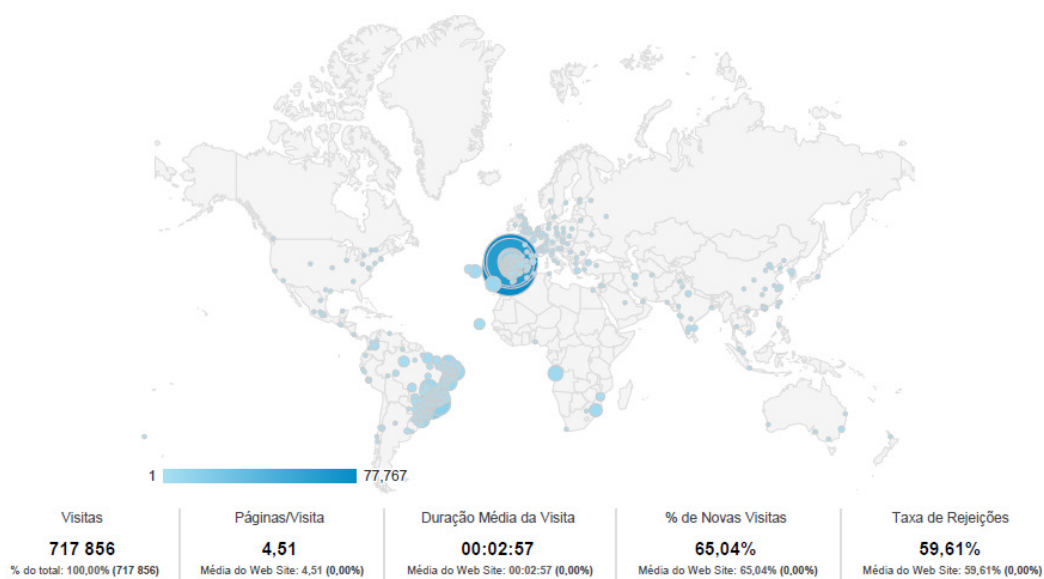 1 77,767
Visitas Páginas/Visita Duração Média da Visita % de Novas Visitas Taxa de Rejeições
717 856 4,51 00:02:57 65,04% 59,61%
% do total: 100,00% (717 856) Média do Web Site: 4,51 (0,00%) Média do Web Site: 00:02:57 (0,00%) Média do Web Site: 65,04% (0,00%) Média do Web Site: 59,61% (0,00%)